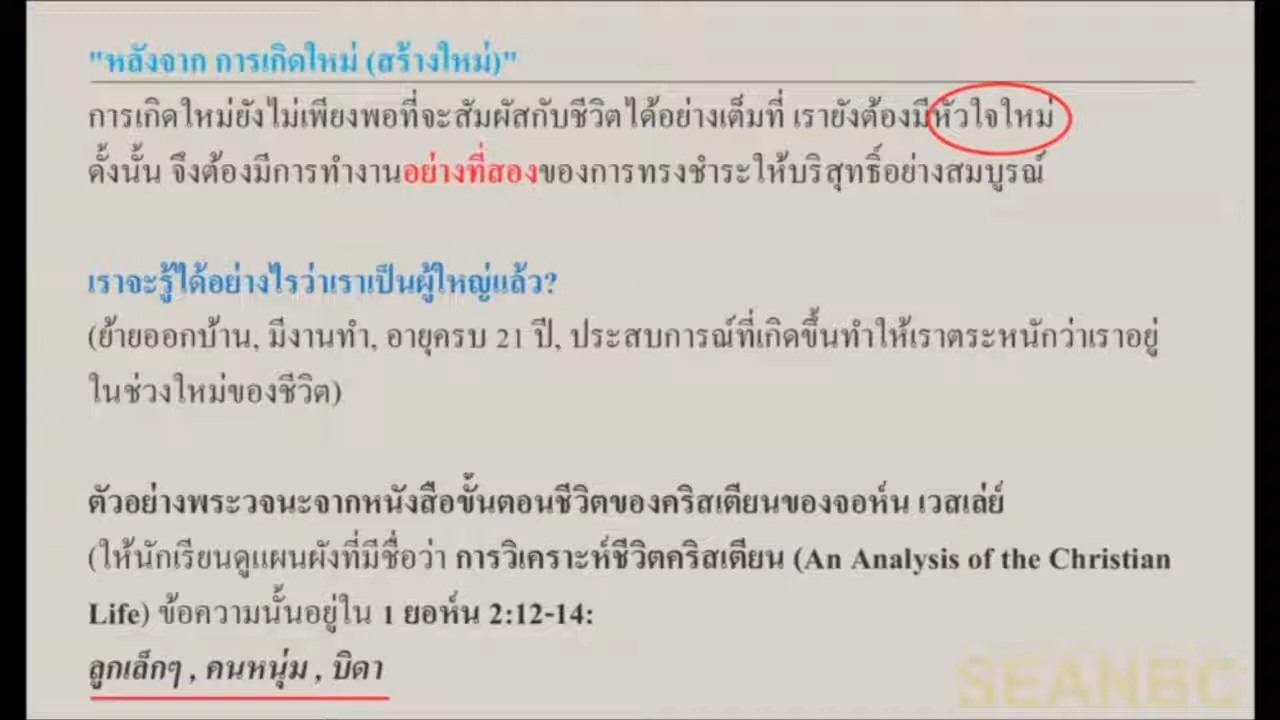 "หลังจาก การเกิดใหม่ (สร้างใหม่)"
การเกิดใหม่ยังไม่เพียงพอที่จะสัมผัสกับชีวิตได้อย่างเต็มที่ เรายังต้องมีหัวใจใหม่
ดั้งนั้น จึงต้องมีการทำงานอย่างที่สองของการทรงชำระให้บริสุทธิ์อย่างสมบูรณ์
เราจะรู้ได้อย่างไรว่าเราเป็นผู้ใหญ่แล้ว?
(ย้ายออกบ้าน, มีงานทำ, อายุครบ 21 ปี, ประสบการณ์ที่เกิดขึ้นทำให้เราตระหนักว่าเราอยู่
ในช่วงใหม่ของชีวิต)
ตัวอย่างพระวจนะจากหนังสือขั้นตอนชีวิตของคริสเตียนของจอห์น เวสเล่ย์
(ให้นักเรียนดูแผนผังที่มีชื่อว่า การวิเคราะห์ชีวิตคริสเตียน (An Analysis of the Christian
Life) ข้อความนั้นอยู่ใน 1 ยอห์น 2:12-14:
ลูกเล็กๆ , คนหนุ่ม , บิดา
SEANBC